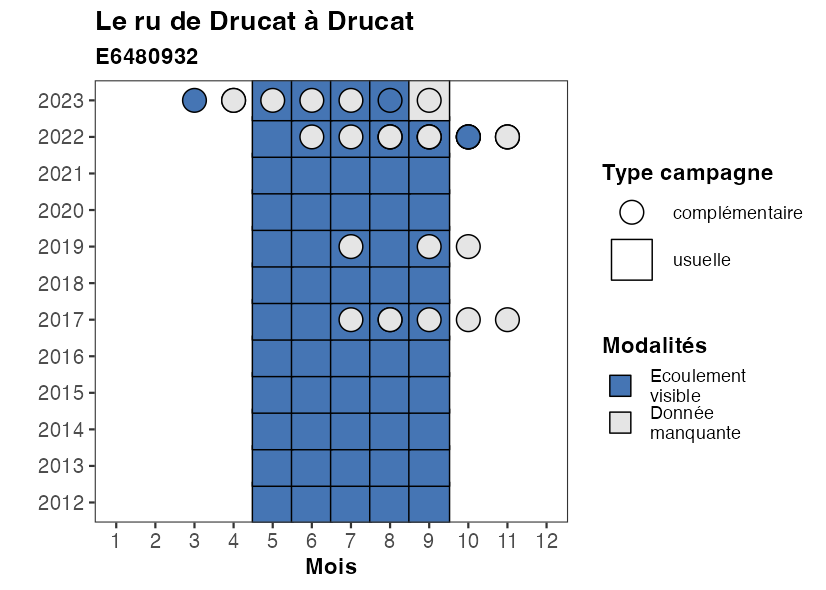 Le ru de Drucat à Drucat
E6480932
2023
2022
2021
2020
2019
2018
2017
2016
2015
2014
2013
2012
1 2 3 4 5 6 7 8 9 10 11 12
Mois
Type campagne
complémentaire
usuelle
Modalités
Ecoulement
visible
Donnée
manquante